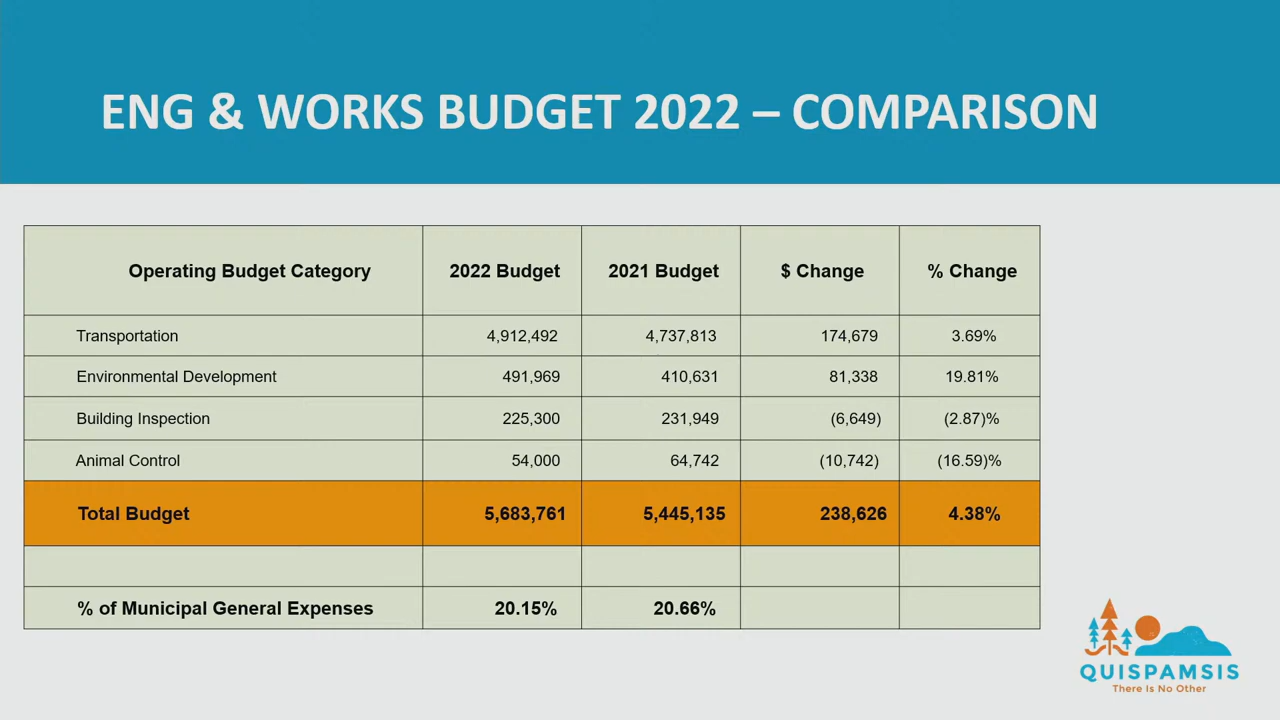 ENG & WORKS BUDGET 2022 – COMPARISON
Operating Budget Category 2022 Budget 2021 Budget $ Change % Change
Transportation 4,912,492 4,737,813 174,679 3.69%
Environmental Development 491,969 410,631 81,338 19.81%
Building Inspection 225,300 231,949 (6,649) (2.87)%
Animal Control 54,000 64,742 (10,742) (16.59)%
Total Budget 5,683,761 5,445,135 238,626 4.38%
% of Municipal General Expenses 20.15% 20.66%
QUISPAMSIS
There Is No Other